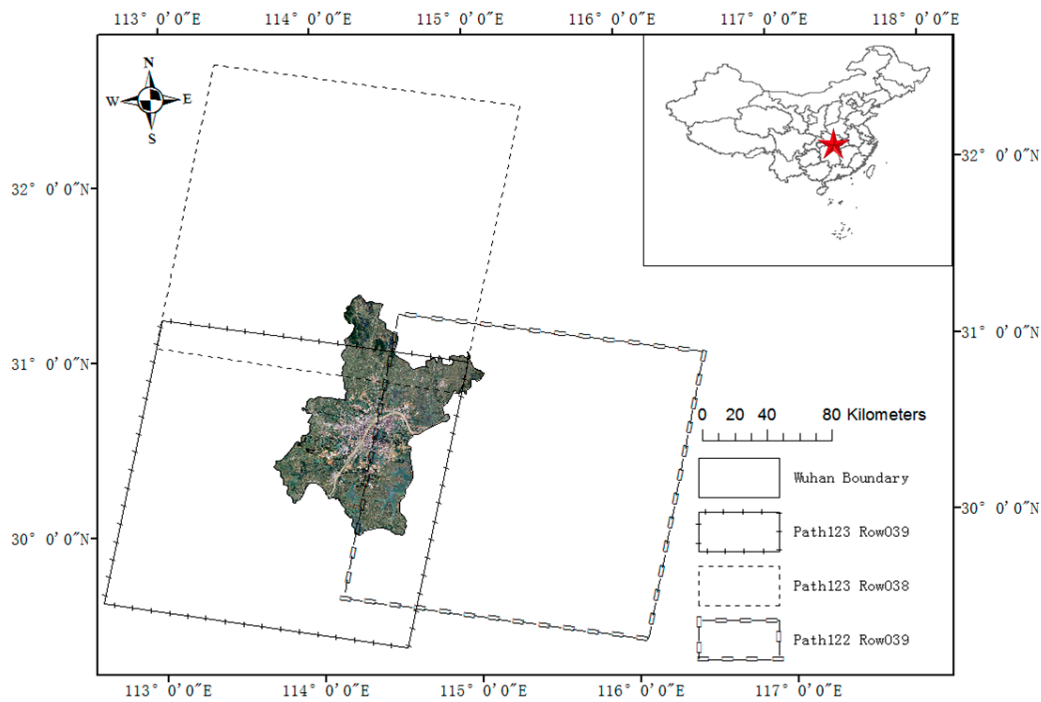 113° 0′0″E 114° 0′0″E 115° 0′0″E 116° 0′0″E 117° 0′0″E 118° 0′0″E
N
W E
S
32° 0′0″N
32° 0′0″N
31° 0′0″N
31° 0′0″N
0 20 40 80 Kilometers
Wuhan Boundary
30° 0′0″N
Path123 Row039
30° 0′0″N
Path123 Row038
Path122 Row039
113° 0′0″E 114° 0′0″E 115° 0′0″E 116° 0′0″E 117° 0′0″E